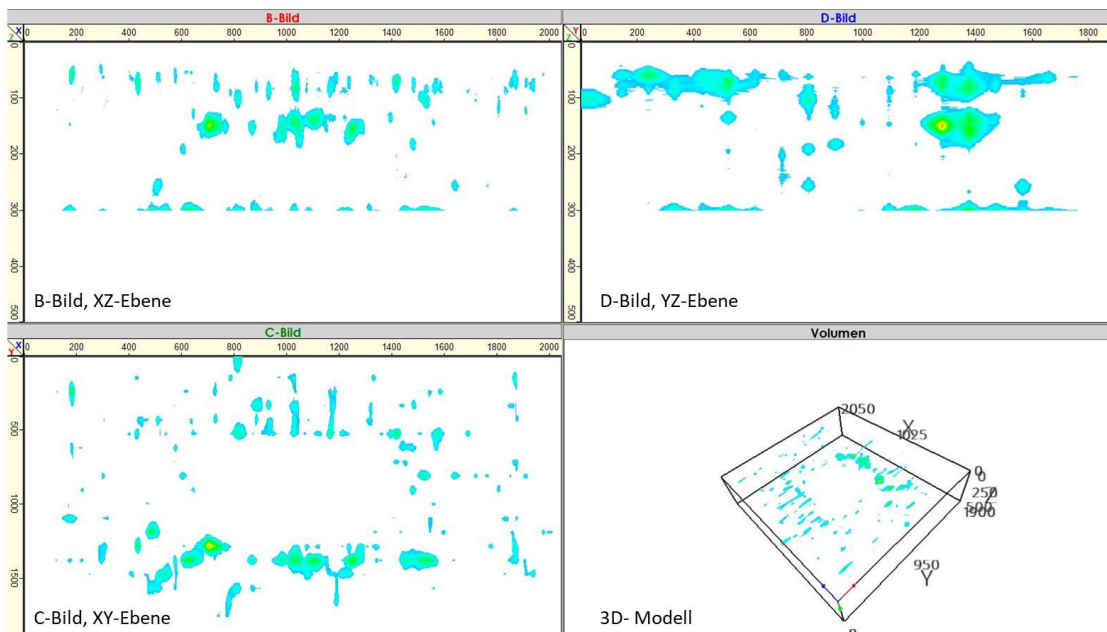 B-Bild
X
Z
0 200 400 600 800 1000 1200 1400 1600 1800 2000
0
100
200
300
400
500
B-Bild, XZ-Ebene
D-Bild
Y
Z
0 200 400 600 800 1000 1200 1400 1600 1800
0
100
200
300
400
500
D-Bild, YZ-Ebene
C-Bild
X
Y
0 200 400 600 800 1000 1200 1400 1600 1800 2000
0
500
1000
1500
C-Bild, XY-Ebene
Volumen
2050
X
1025
0
0
250
Z
500
1900
950
Y
0
3D- Modell